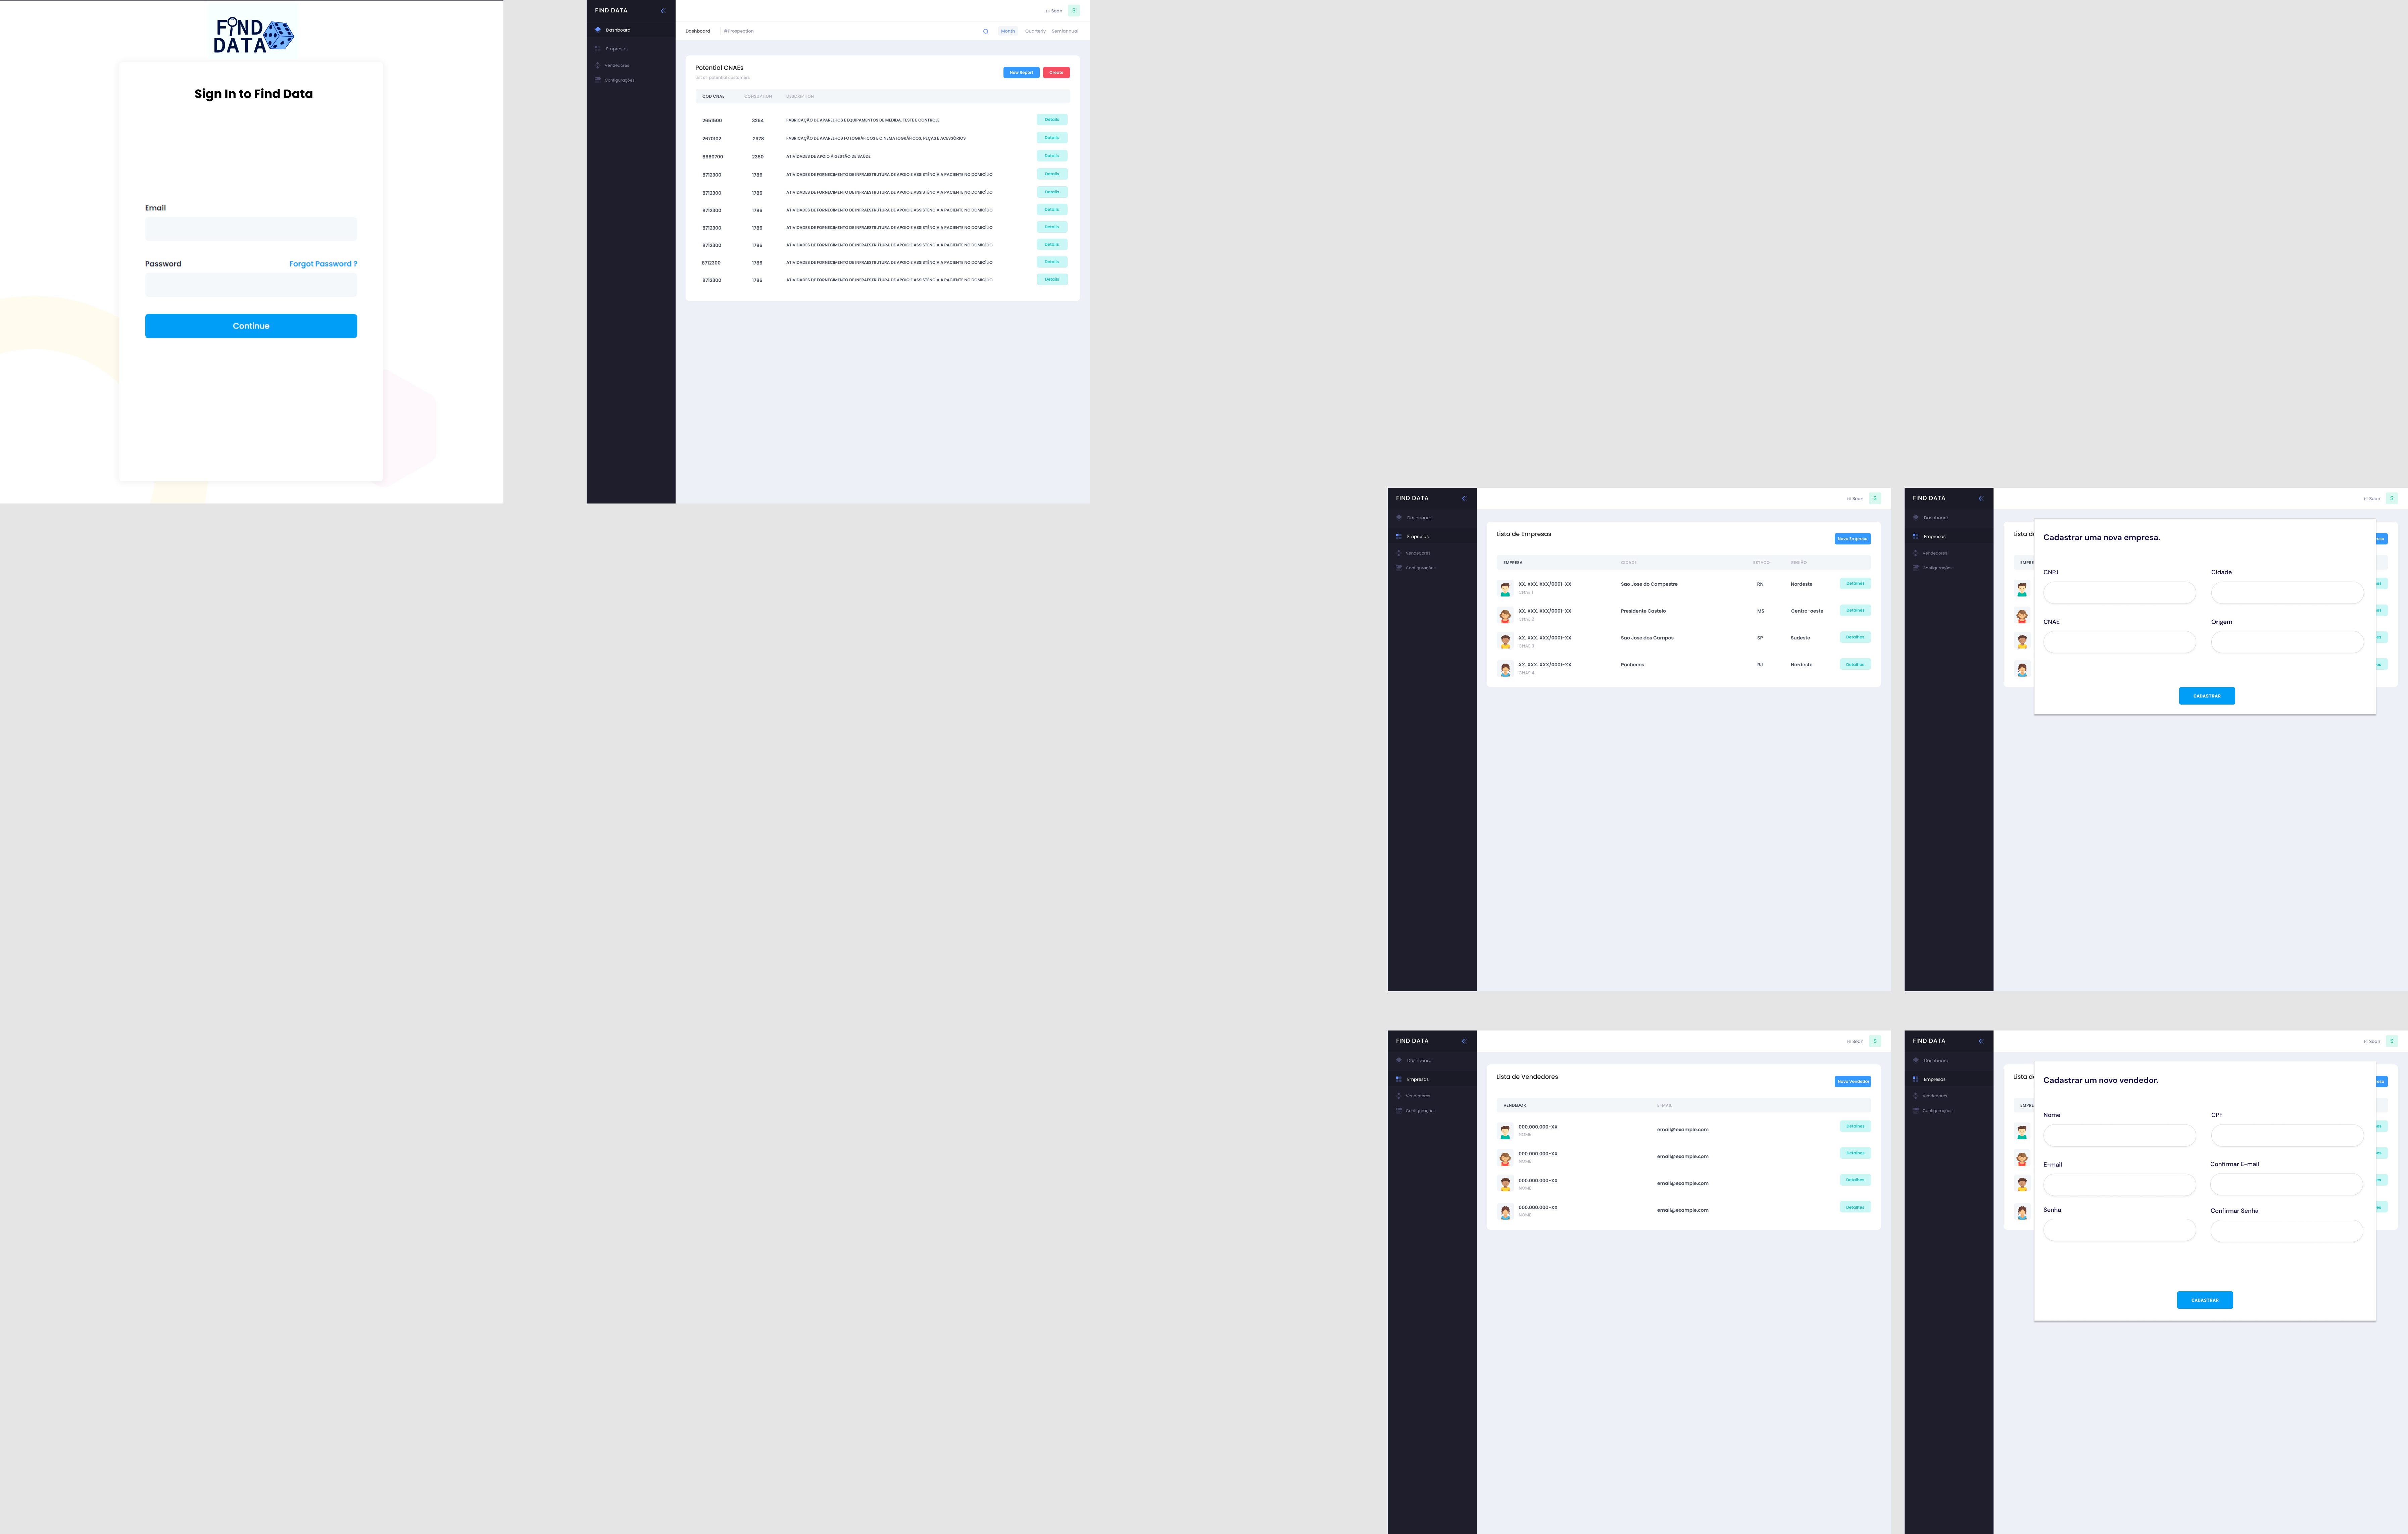 FIND
DATA
Sign In to Find Data
Email
Password
Forgot Password ?
Continue
FIND DATA
Dashboard
Empresas
Vendedores
Configurações
Hi, Sean
S
Dashboard
#Prospection
Month
Quarterly
Semiannual
Potential CNAEs
List of potential customers
New Report
Create
COD CNAE
CONSUPTION
DESCRIPTION
2651500 3254 FABRICAÇÃO DE APARELHOS E EQUIPAMENTOS DE MEDIDA, TESTE E CONTROLE Details
2670102 2978 FABRICAÇÃO DE APARELHOS FOTOGRÁFICOS E CINEMATOGRÁFICOS, PEÇAS E ACESSÓRIOS Details
8660700 2350 ATIVIDADES DE APOIO À GESTÃO DE SAÚDE Details
8712300 1786 ATIVIDADES DE FORNECIMENTO DE INFRAESTRUTURA DE APOIO E ASSISTÊNCIA A PACIENTE NO DOMICÍLIO Details
8712300 1786 ATIVIDADES DE FORNECIMENTO DE INFRAESTRUTURA DE APOIO E ASSISTÊNCIA A PACIENTE NO DOMICÍLIO Details
8712300 1786 ATIVIDADES DE FORNECIMENTO DE INFRAESTRUTURA DE APOIO E ASSISTÊNCIA A PACIENTE NO DOMICÍLIO Details
8712300 1786 ATIVIDADES DE FORNECIMENTO DE INFRAESTRUTURA DE APOIO E ASSISTÊNCIA A PACIENTE NO DOMICÍLIO Details
8712300 1786 ATIVIDADES DE FORNECIMENTO DE INFRAESTRUTURA DE APOIO E ASSISTÊNCIA A PACIENTE NO DOMICÍLIO Details
8712300 1786 ATIVIDADES DE FORNECIMENTO DE INFRAESTRUTURA DE APOIO E ASSISTÊNCIA A PACIENTE NO DOMICÍLIO Details
8712300 1786 ATIVIDADES DE FORNECIMENTO DE INFRAESTRUTURA DE APOIO E ASSISTÊNCIA A PACIENTE NO DOMICÍLIO Details
FIND DATA
Dashboard
Empresas
Vendedores
Configurações
Hi, Sean
S
Lista de Empresas
Nova Empresa
EMPRESA CIDADE ESTADO REGIÃO
XX. XXX. XXX/0001-XX Sao Jose do Campestre RN Nordeste Detalhes
CNAE 1
XX. XXX. XXX/0001-XX Presidente Castelo MS Centro-oeste Detalhes
CNAE 2
XX. XXX. XXX/0001-XX Sao Jose dos Campos SP Sudeste Detalhes
CNAE 3
XX. XXX. XXX/0001-XX Pachecos RJ Nordeste Detalhes
CNAE 4
FIND DATA
Dashboard
Empresas
Vendedores
Configurações
Hi, Sean
S
Lista d
EMPRE
Cadastrar uma nova empresa.
CNPJ
Cidade
CNAE
Origem
CADASTRAR
FIND DATA
Dashboard
Empresas
Vendedores
Configurações
Hi, Sean
S
Lista de Vendedores
Novo Vendedor
VENDEDOR E-MAIL
000.000.000-XX email@example.com Detalhes
NOME
000.000.000-XX email@example.com Detalhes
NOME
000.000.000-XX email@example.com Detalhes
NOME
000.000.000-XX email@example.com Detalhes
NOME
FIND DATA
Dashboard
Empresas
Vendedores
Configurações
Hi, Sean
S
Lista d
EMPRE
Cadastrar um novo vendedor.
Nome
CPF
E-mail
Confirmar E-mail
Senha
Confirmar Senha
CADASTRAR